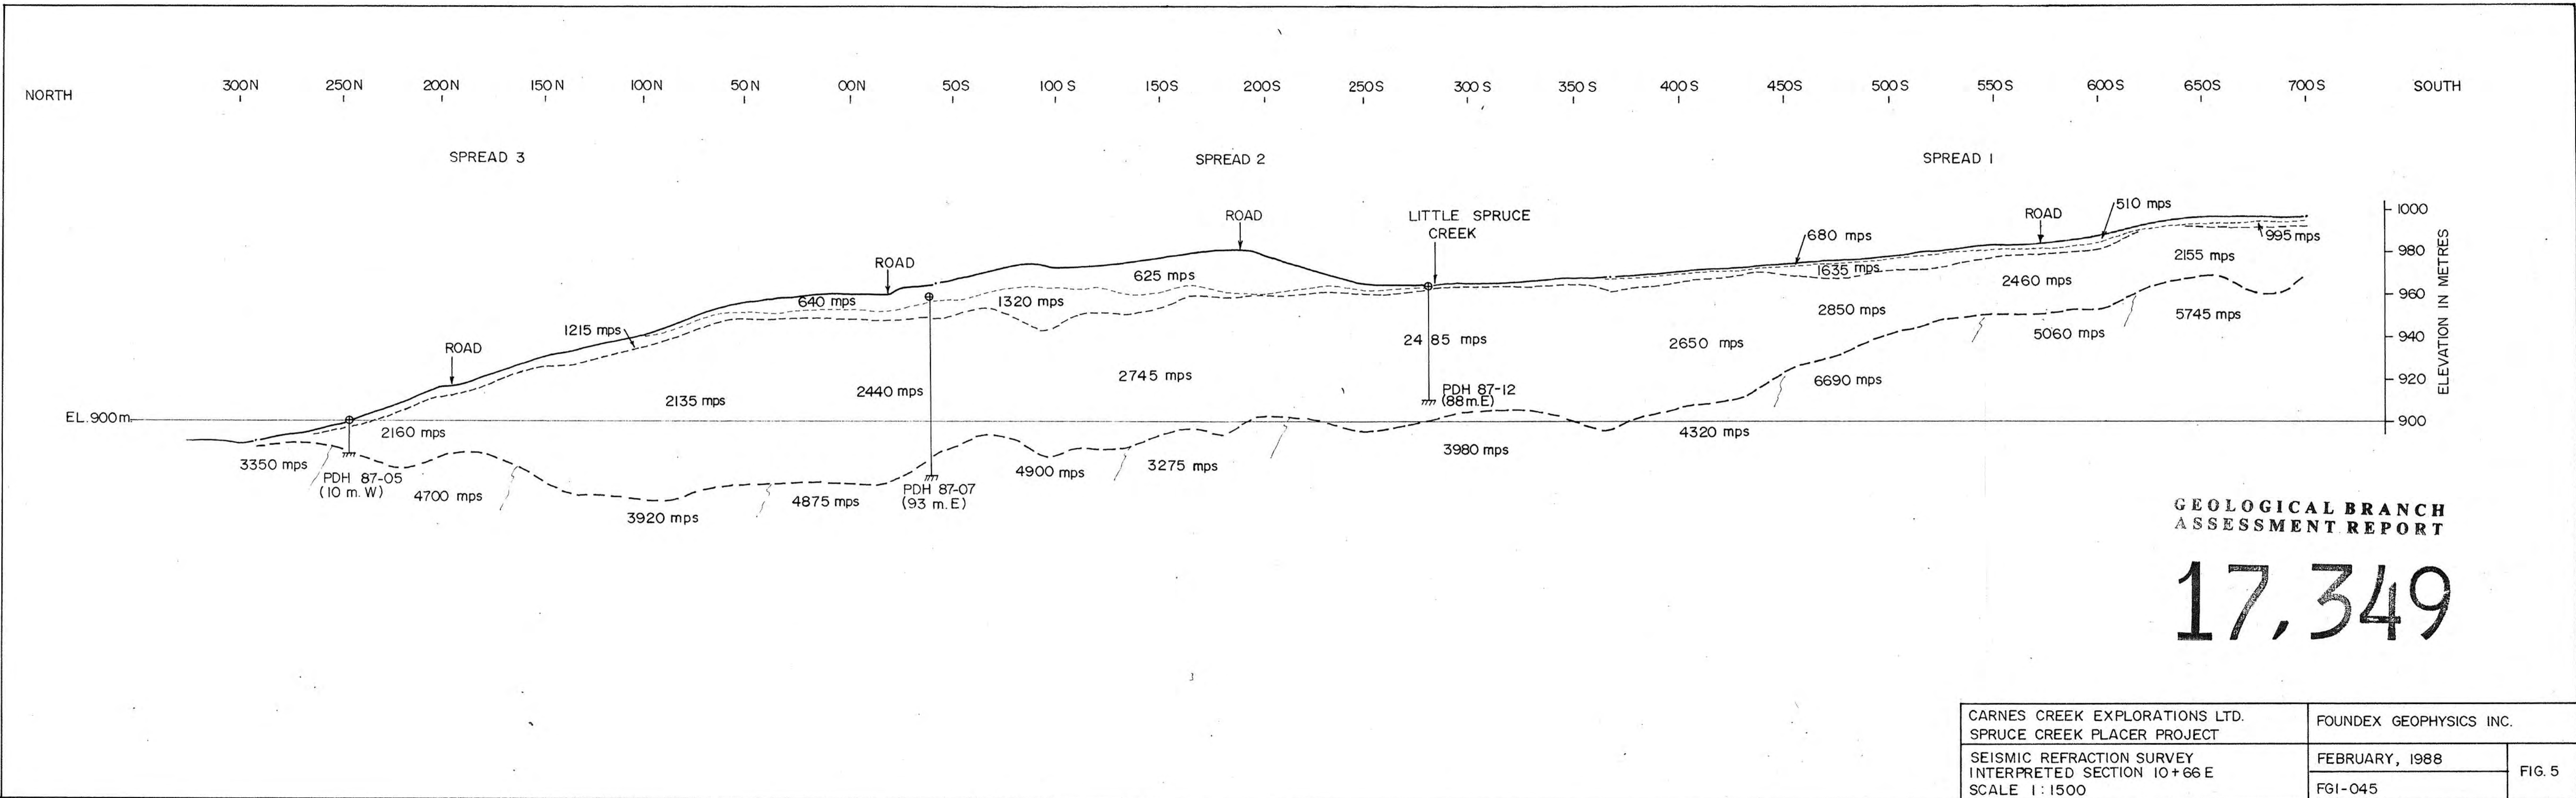 NORTH
300N 250N 200N 150N 100N 50N 00N 50S 100S 150S 200S 250S 300S 350S 400S 450S 500S 550S 600S 650S 700S
SOUTH
SPREAD 3
SPREAD 2
SPREAD 1
ROAD
ROAD
ROAD
LITTLE SPRUCE
CREEK
ROAD
510 mps
680 mps
995 mps
1635 mps
2155 mps
2460 mps
625 mps
640 mps
1320 mps
1215 mps
2850 mps
5745 mps
5060 mps
2485 mps
2650 mps
2745 mps
2440 mps
2135 mps
6690 mps
PDH 87-12
(88m.E)
EL.900m.
2160 mps
4320 mps
3980 mps
3350 mps
PDH 87-05
(10 m. W)
4700 mps
3920 mps
4875 mps
PDH 87-07
(93 m.E)
4900 mps
3275 mps
1000
980
960
940
920
900
ELEVATION IN METRES
GEOLOGICAL BRANCH
ASSESSMENT REPORT
17,349
CARNES CREEK EXPLORATIONS LTD.
SPRUCE CREEK PLACER PROJECT
FOUNDEX GEOPHYSICS INC.
SEISMIC REFRACTION SURVEY
INTERPRETED SECTION 10+66E
SCALE 1:1500
FEBRUARY, 1988
FGI-045
FIG. 5